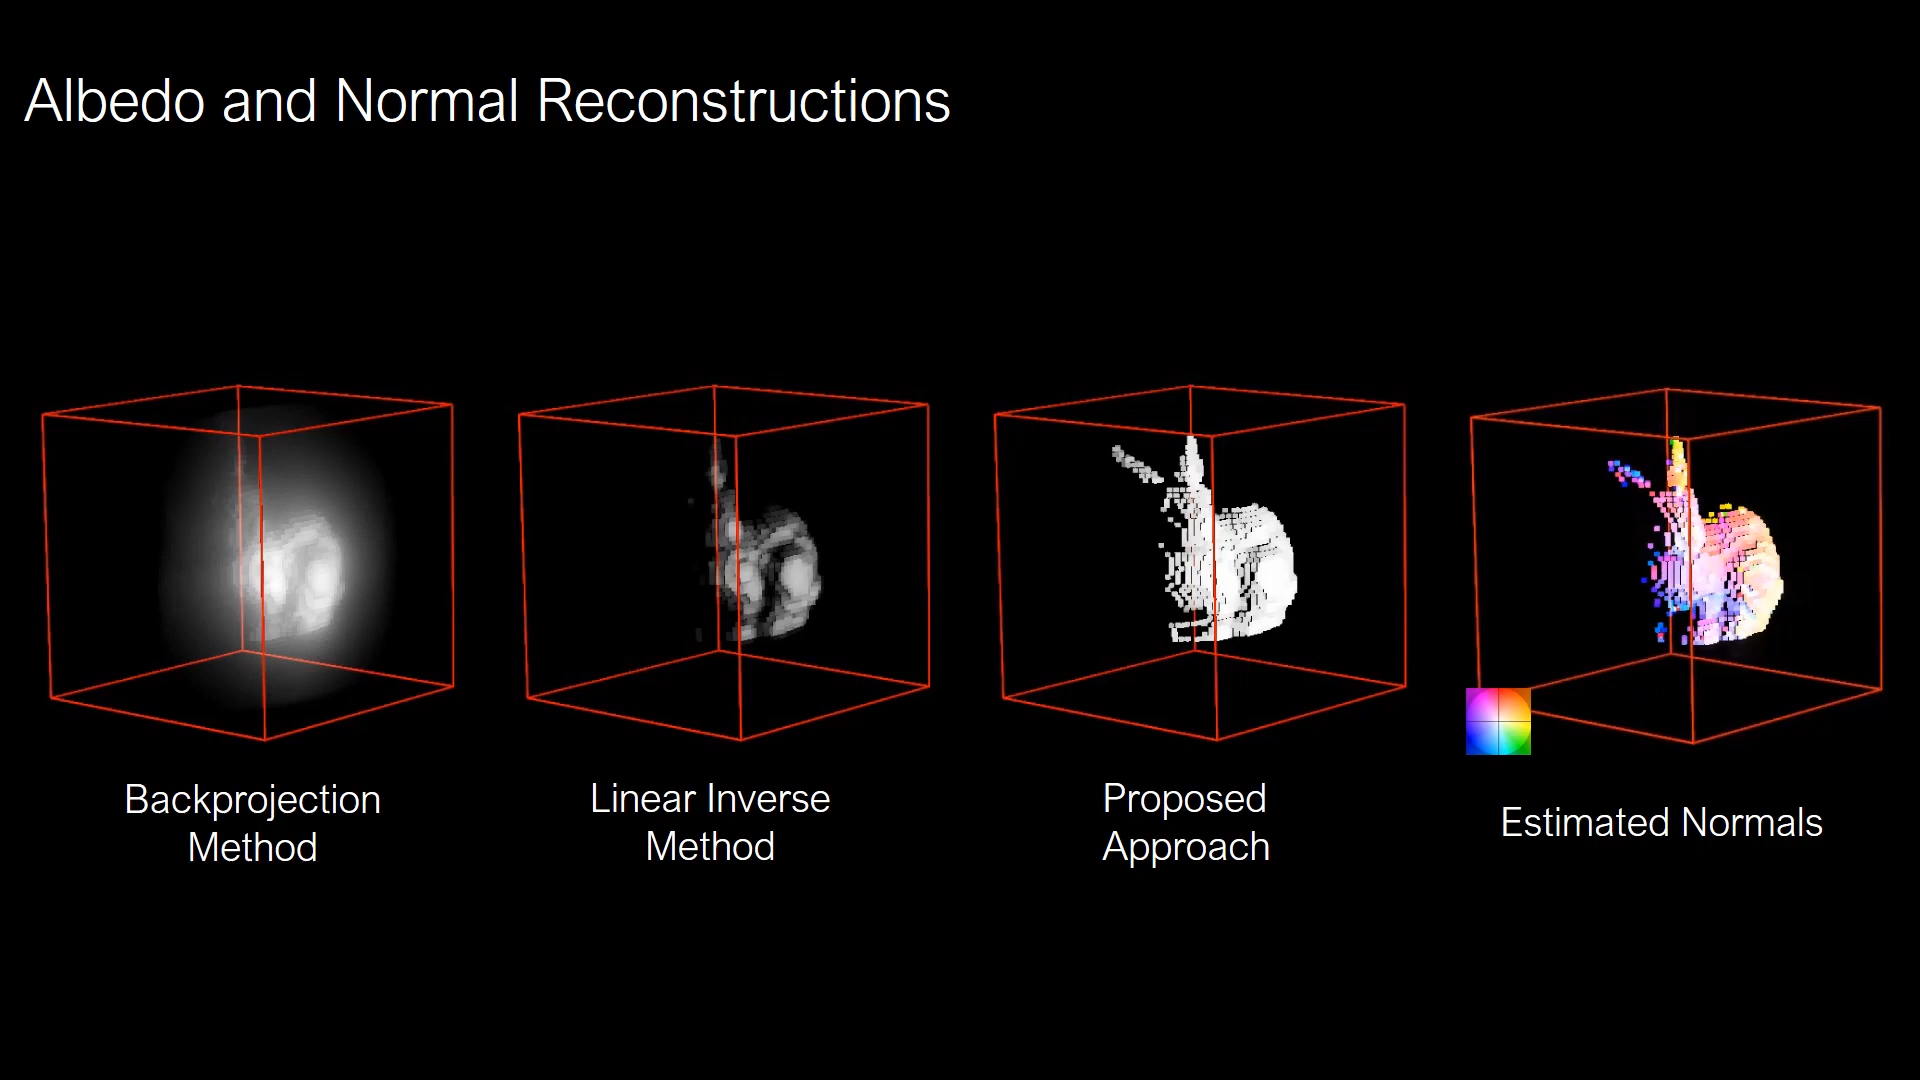 Albedo and Normal Reconstructions
Backprojection
Method
Linear Inverse
Method
Proposed
Approach
Estimated Normals